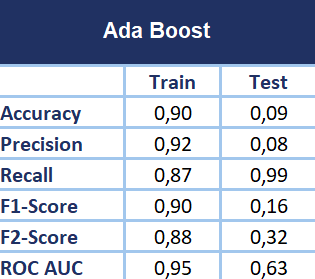 Ada Boost
Train Test
Accuracy 0,90 0,09
Precision 0,92 0,08
Recall 0,87 0,99
F1-Score 0,90 0,16
F2-Score 0,88 0,32
ROC AUC 0,95 0,63